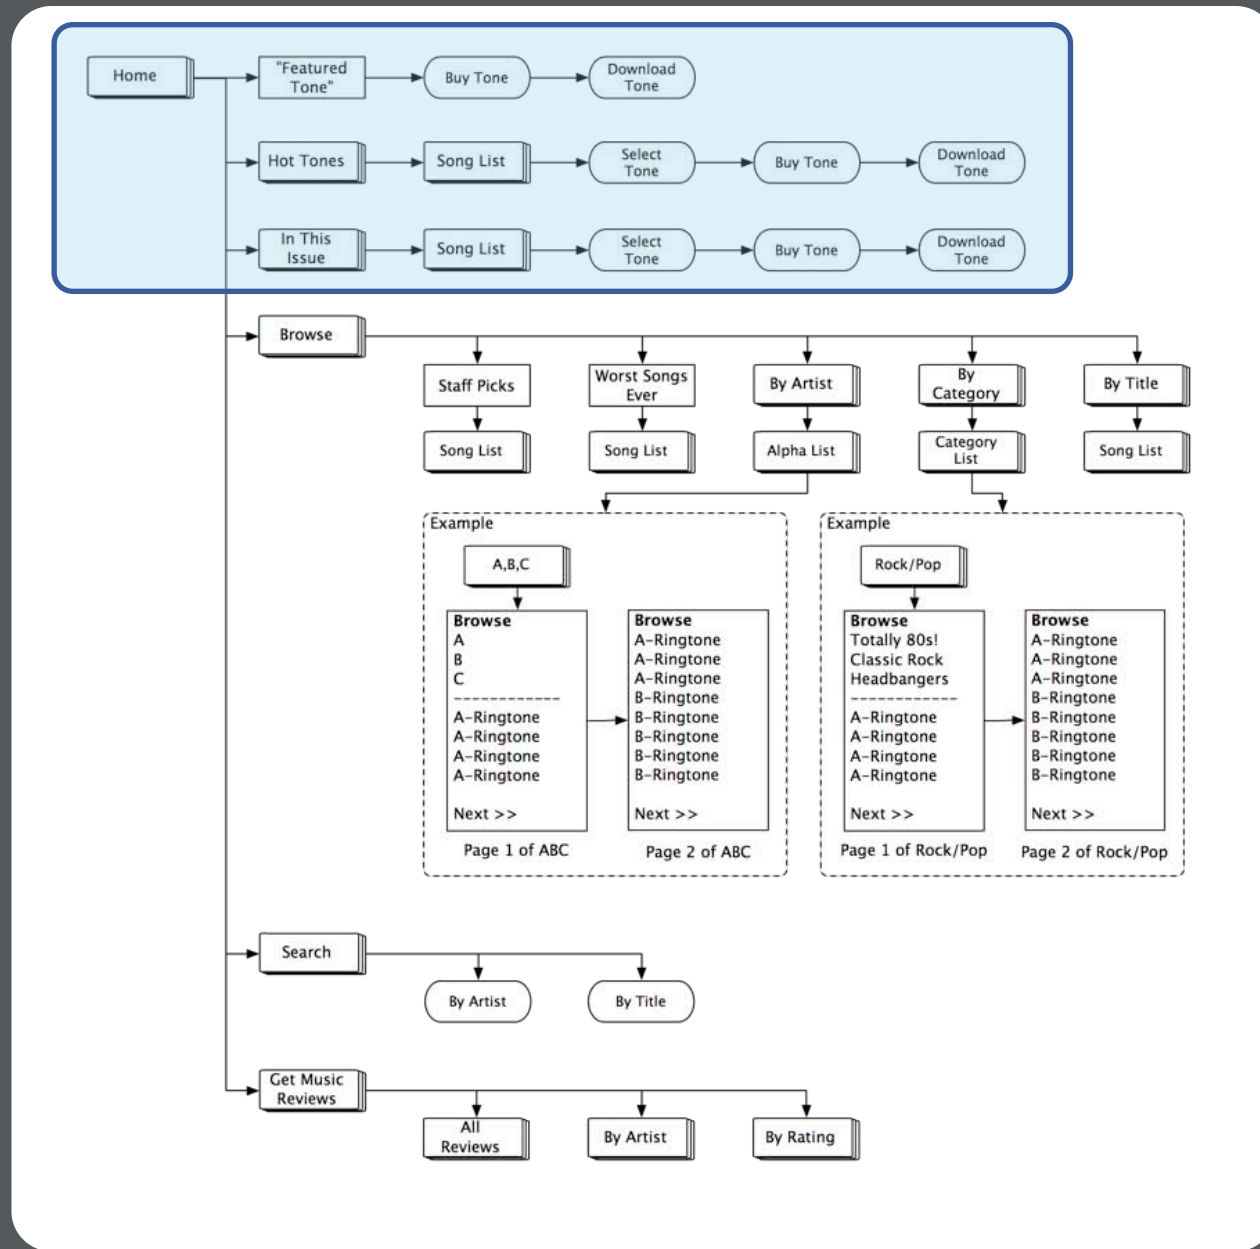 Home
"Featured
Tone"
Buy Tone
Download
Tone
Hot Tones
Song List
Select
Tone
Buy Tone
Download
Tone
In This
Issue
Song List
Select
Tone
Buy Tone
Download
Tone
Browse
Staff Picks
Worst Songs
Ever
By Artist
By
Category
By Title
Song List
Song List
Alpha List
Category
List
Song List
Example
A,B,C
Browse
A
B
C
------------
A-Ringtone
A-Ringtone
A-Ringtone
A-Ringtone
Next >>
Page 1 of ABC
Browse
A-Ringtone
A-Ringtone
A-Ringtone
B-Ringtone
B-Ringtone
B-Ringtone
B-Ringtone
B-Ringtone
Next >>
Page 2 of ABC
Example
Rock/Pop
Browse
Totally 80s!
Classic Rock
Headbangers
------------
A-Ringtone
A-Ringtone
A-Ringtone
A-Ringtone
Next >>
Page 1 of Rock/Pop
Browse
A-Ringtone
A-Ringtone
A-Ringtone
B-Ringtone
B-Ringtone
B-Ringtone
B-Ringtone
B-Ringtone
Next >>
Page 2 of Rock/Pop
Search
By Artist
By Title
Get Music
Reviews
All
Reviews
By Artist
By Rating